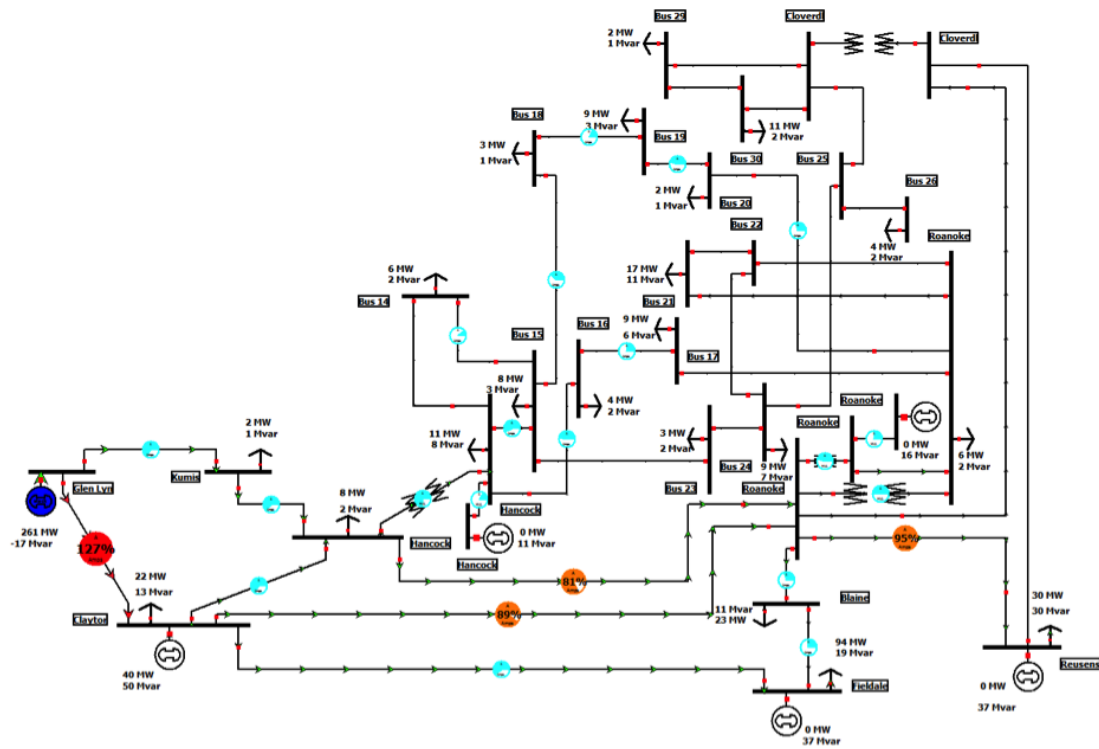 Bus 29
Cloverdl
Cloverdl
2 MW
1 Mvar
Bus 18
9 MW
3 Mvar
Bus 19
11 MW
2 Mvar
3 MW
1 Mvar
Bus 30
Bus 25
Bus 26
2 MW
1 Mvar
Bus 20
Bus 22
4 MW
2 Mvar
Roanoke
6 MW
2 Mvar
17 MW
11 Mvar
Bus 14
Bus 21
Bus 15
Bus 16
9 MW
6 Mvar
Bus 17
8 MW
3 Mvar
4 MW
2 Mvar
Roanoke
Roanoke
0 MW
16 Mvar
2 MW
1 Mvar
11 MW
8 Mvar
3 MW
2 Mvar
Bus 24
9 MW
7 Mvar
6 MW
2 Mvar
Kumis
Glen Lyn
8 MW
2 Mvar
Bus 23
Roanoke
261 MW
-17 Mvar
Hancock
0 MW
11 Mvar
Hancock
Hancock
127%
95%
81%
22 MW
13 Mvar
89%
Claytor
11 Mvar
23 MW
Blaine
30 MW
30 Mvar
94 MW
19 Mvar
40 MW
50 Mvar
Fieldale
Reusens
0 MW
37 Mvar
0 MW
37 Mvar